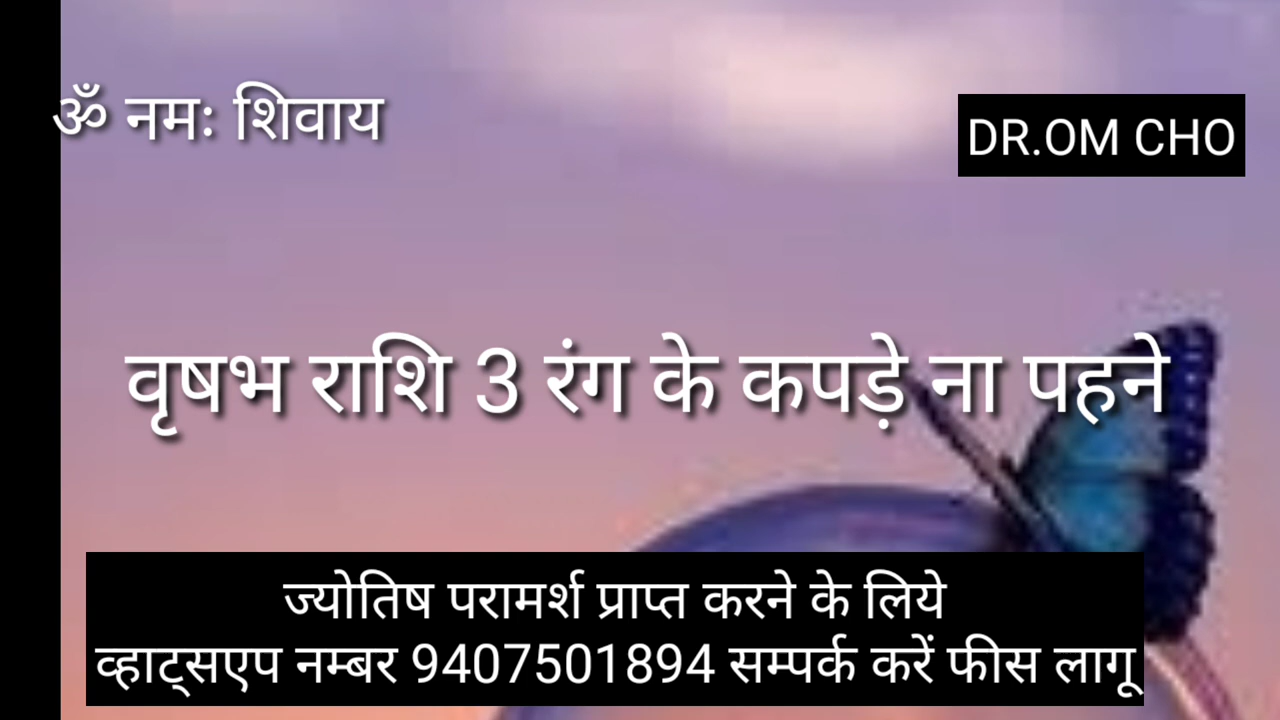 ॐ नमः शिवाय
DR.OM CHO
वृषभ राशि 3 रंग के कपड़े ना पहने
ज्योतिष परामर्श प्राप्त करने के लिये
व्हाट्सएप नम्बर 9407501894 सम्पर्क करें फीस लागू